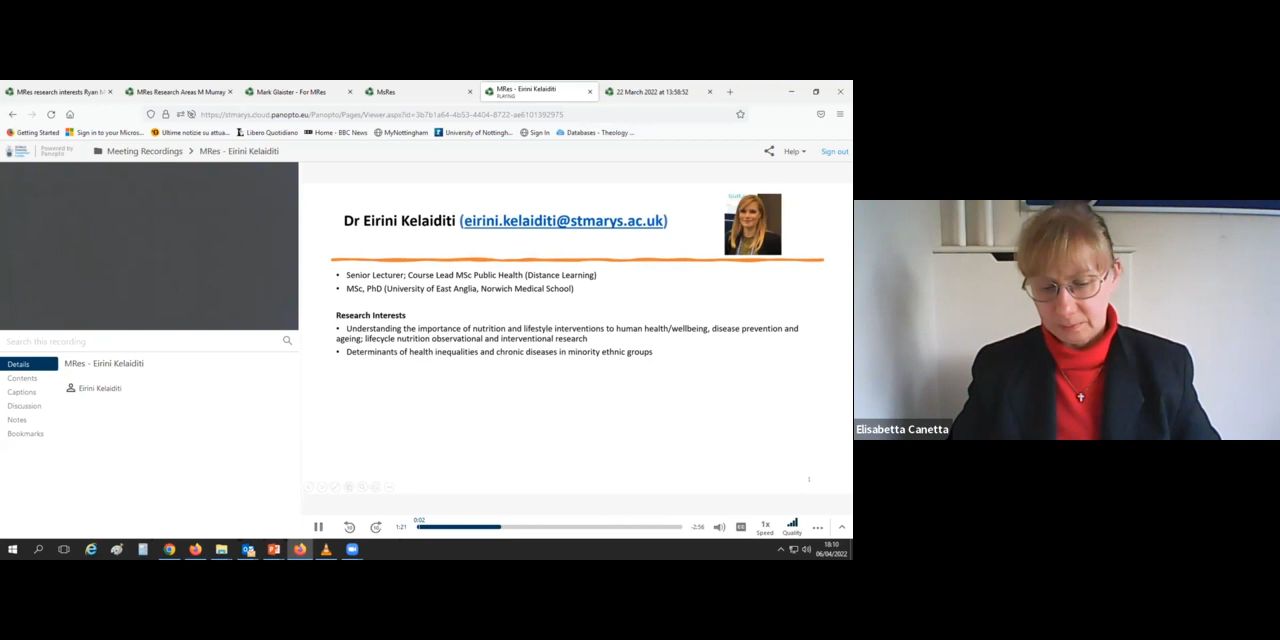 MRes research interests Ryan M
MRes Research Areas M Murray
Mark Glaister - For MRes
MsRes
MRes - Eirini Kelaiditi
PLAYING
22 March 2022 at 13:58:52
https://stmarys.cloud.panopto.eu/Panopto/Pages/Viewer.aspx?id=3b7b1a64-4b53-4404-8722-ae6101392975
Getting Started
Sign in to your Micros...
Ultime notizie su attua...
Libero Quotidiano
Home - BBC News
MyNottingham
University of Nottingh...
Sign In
Databases - Theology ...
Powered by
Panopto
Meeting Recordings
MRes - Eirini Kelaiditi
Help
Sign out
Dr Eirini Kelaiditi (eirini.kelaiditi@stmarys.ac.uk)
• Senior Lecturer; Course Lead MSc Public Health (Distance Learning)
• MSc, PhD (University of East Anglia, Norwich Medical School)
Research Interests
• Understanding the importance of nutrition and lifestyle interventions to human health/wellbeing, disease prevention and
ageing; lifecycle nutrition observational and interventional research
• Determinants of health inequalities and chronic diseases in minority ethnic groups
1
Search this recording
Details
Contents
Captions
Discussion
Notes
Bookmarks
MRes - Eirini Kelaiditi
Eirini Kelaiditi
0:02
1:21
-2:56
1x
Speed
Quality
18:10
06/04/2022
Elisabetta Canetta